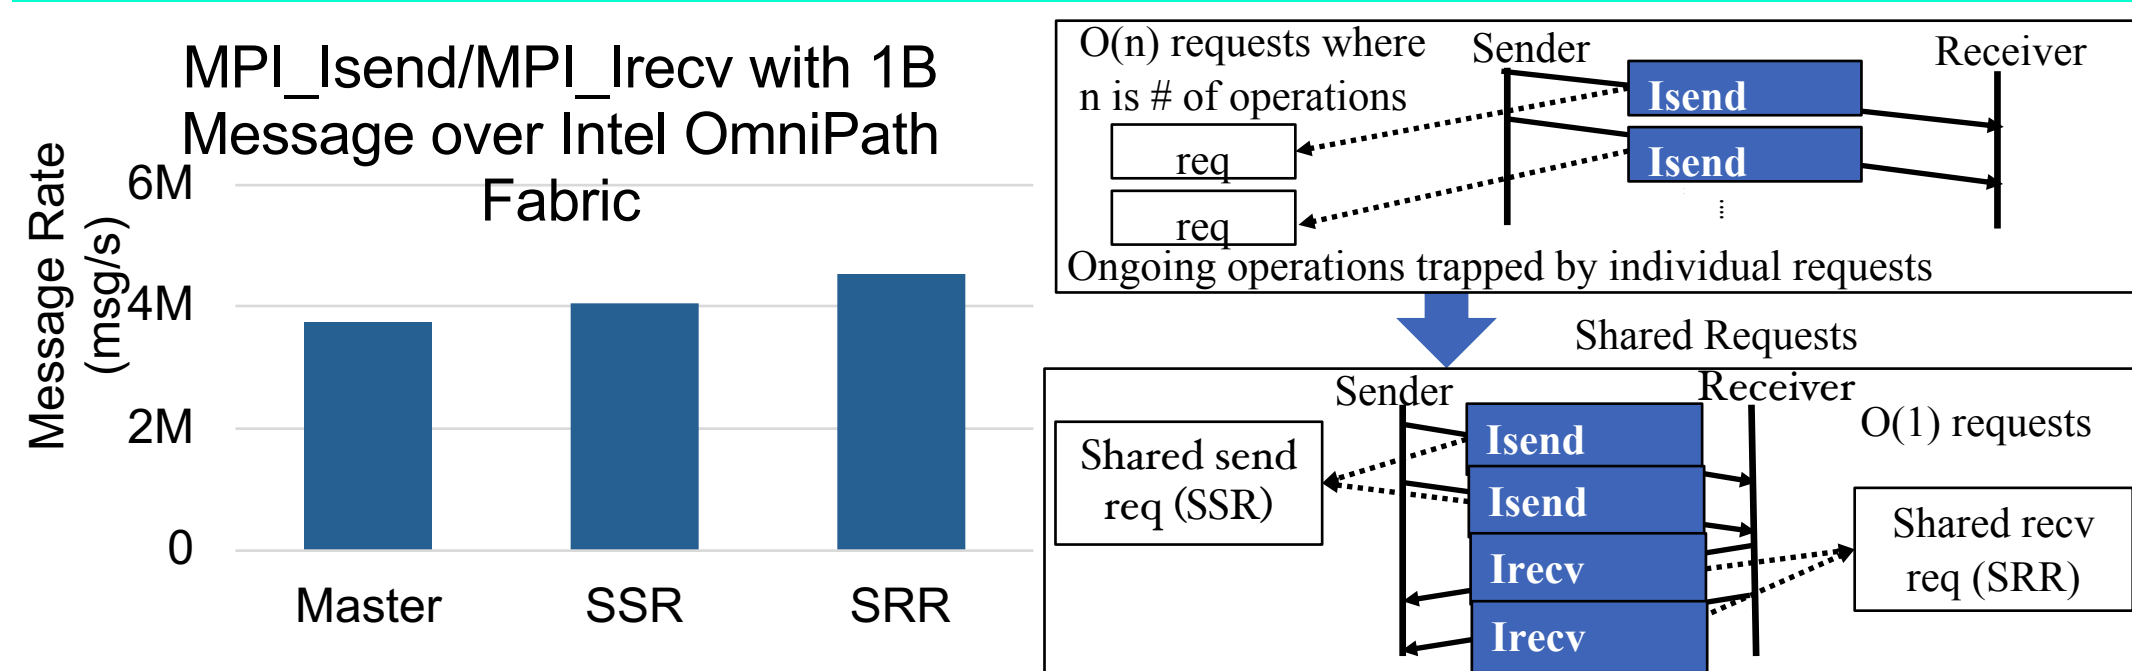 MPI_Isend/MPI_Irecv with 1B
Message over Intel OmniPath
Fabric
Message Rate
(msg/s)
6M
4M
2M
0
Master
SSR
SRR
O(n) requests where
n is # of operations
Sender
Receiver
Isend
Isend
....
req
req
Ongoing operations trapped by individual requests
Shared Requests
Sender
Receiver
O(1) requests
Shared send
req (SSR)
Isend
Isend
Irecv
Irecv
Shared recv
req (SRR)